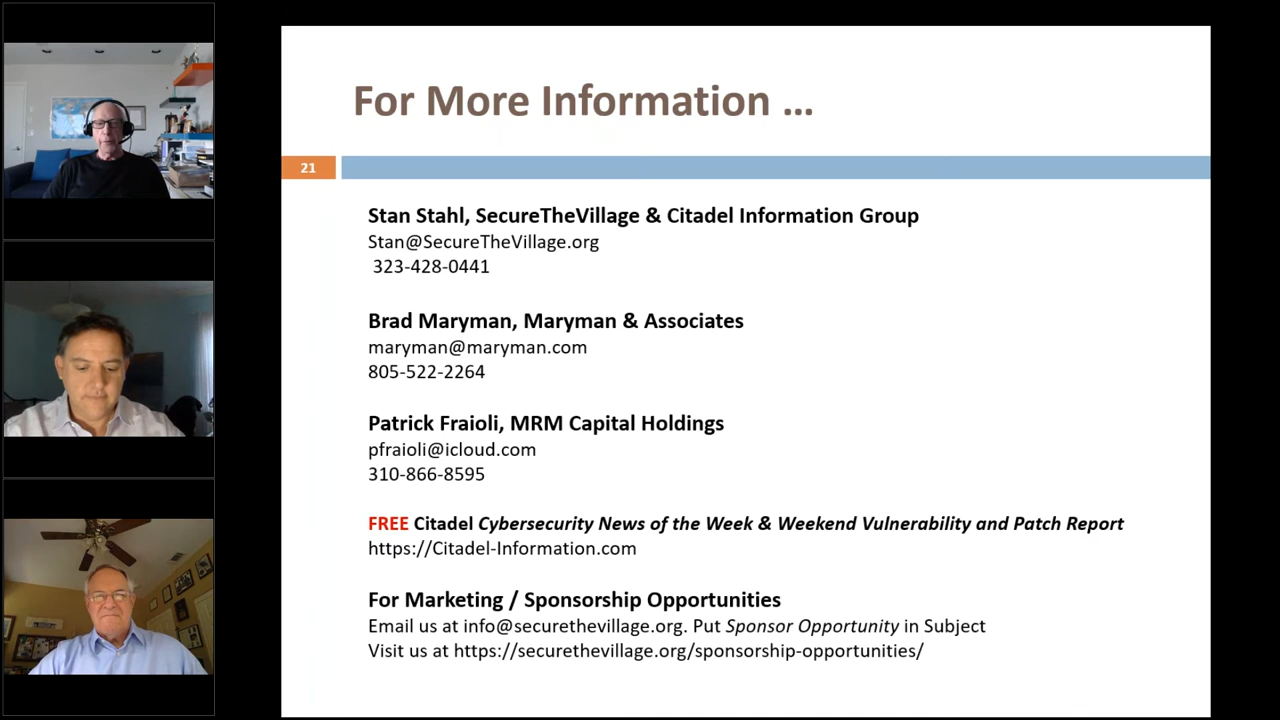 For More Information ...
21
Stan Stahl, SecureTheVillage & Citadel Information Group
Stan@SecureTheVillage.org
323-428-0441
Brad Maryman, Maryman & Associates
maryman@maryman.com
805-522-2264
Patrick Fraioli, MRM Capital Holdings
pfraioli@icloud.com
310-866-8595
FREE Citadel Cybersecurity News of the Week & Weekend Vulnerability and Patch Report
https://Citadel-Information.com
For Marketing / Sponsorship Opportunities
Email us at info@securethevillage.org. Put Sponsor Opportunity in Subject
Visit us at https://securethevillage.org/sponsorship-opportunities/